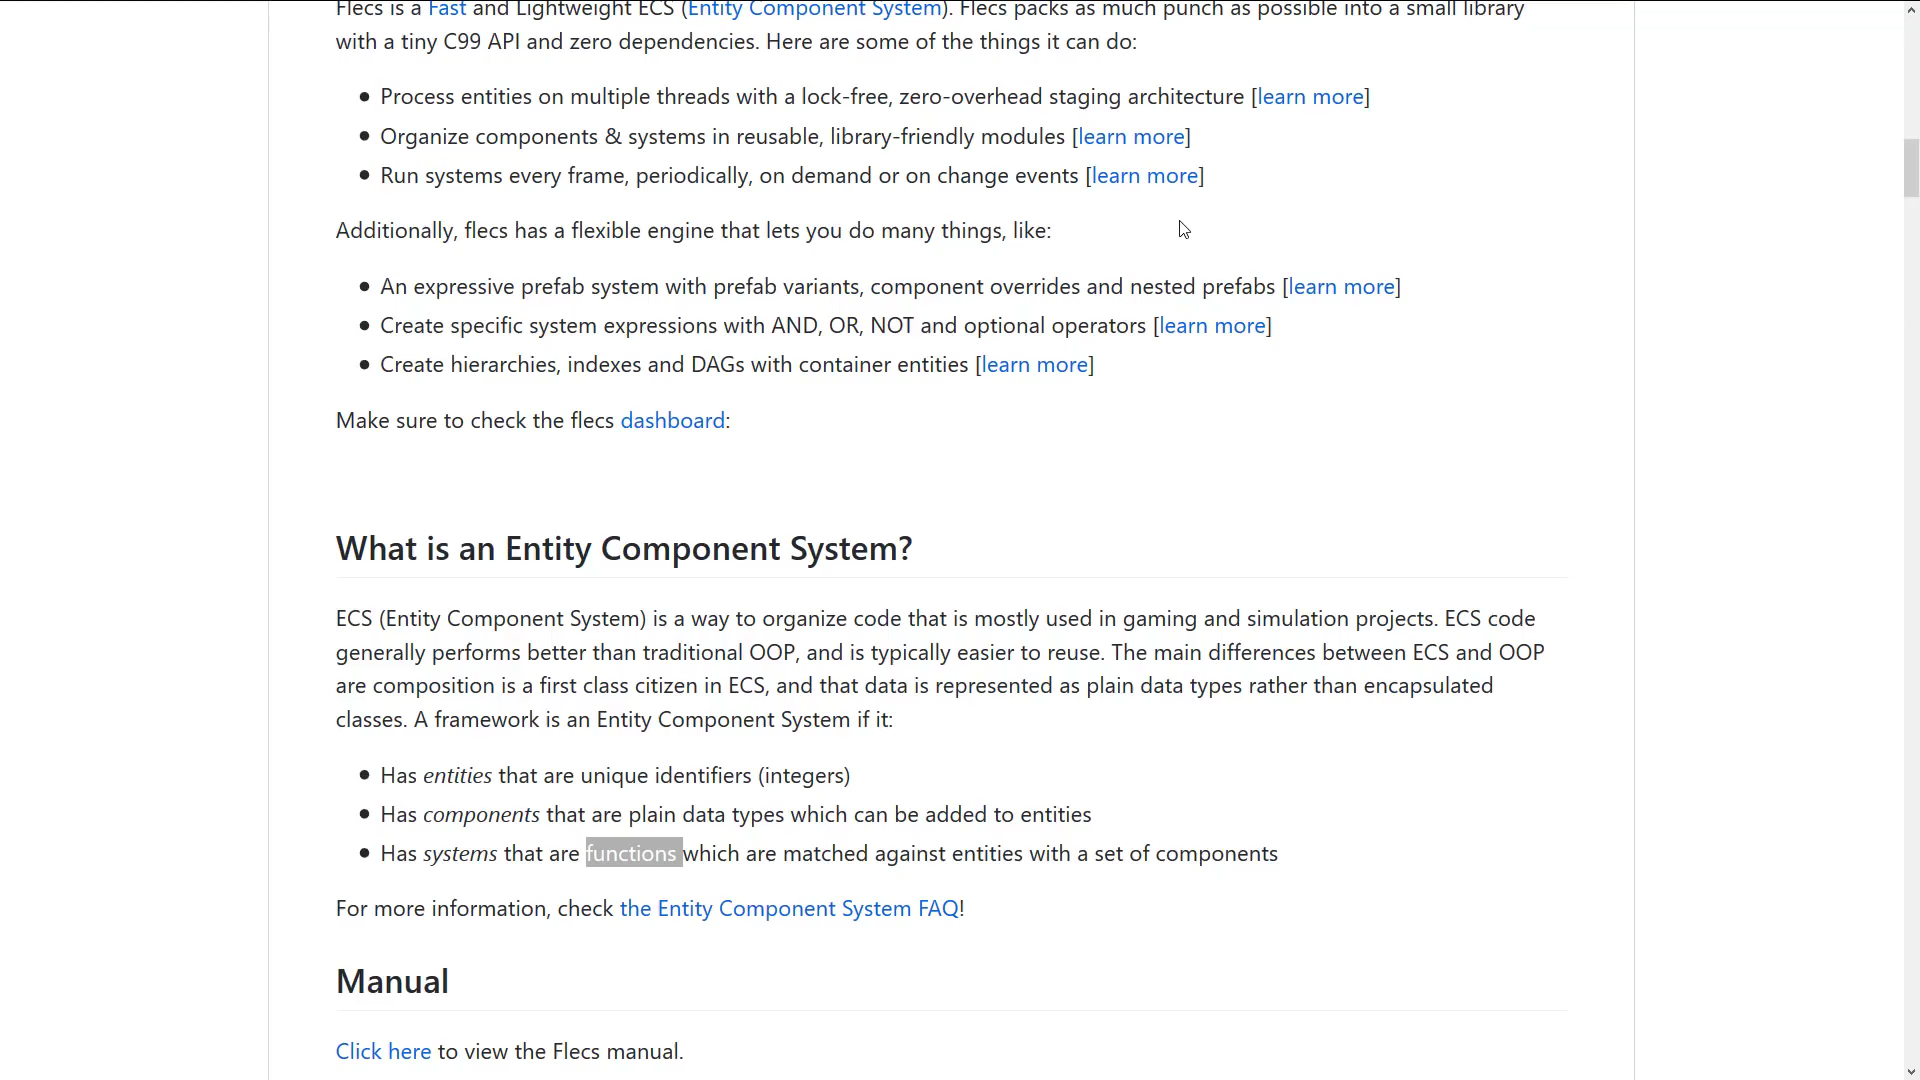 Flecs is a Fast and Lightweight ECS (Entity Component System). Flecs packs as much punch as possible into a small library
with a tiny C99 API and zero dependencies. Here are some of the things it can do:
Process entities on multiple threads with a lock-free, zero-overhead staging architecture [learn more]
Organize components & systems in reusable, library-friendly modules [learn more]
Run systems every frame, periodically, on demand or on change events [learn more]
Additionally, flecs has a flexible engine that lets you do many things, like:
An expressive prefab system with prefab variants, component overrides and nested prefabs [learn more]
Create specific system expressions with AND, OR, NOT and optional operators [learn more]
Create hierarchies, indexes and DAGs with container entities [learn more]
Make sure to check the flecs dashboard:
What is an Entity Component System?
ECS (Entity Component System) is a way to organize code that is mostly used in gaming and simulation projects. ECS code
generally performs better than traditional OOP, and is typically easier to reuse. The main differences between ECS and OOP
are composition is a first class citizen in ECS, and that data is represented as plain data types rather than encapsulated
classes. A framework is an Entity Component System if it:
Has entities that are unique identifiers (integers)
Has components that are plain data types which can be added to entities
Has systems that are functions which are matched against entities with a set of components
For more information, check the Entity Component System FAQ!
Manual
Click here to view the Flecs manual.